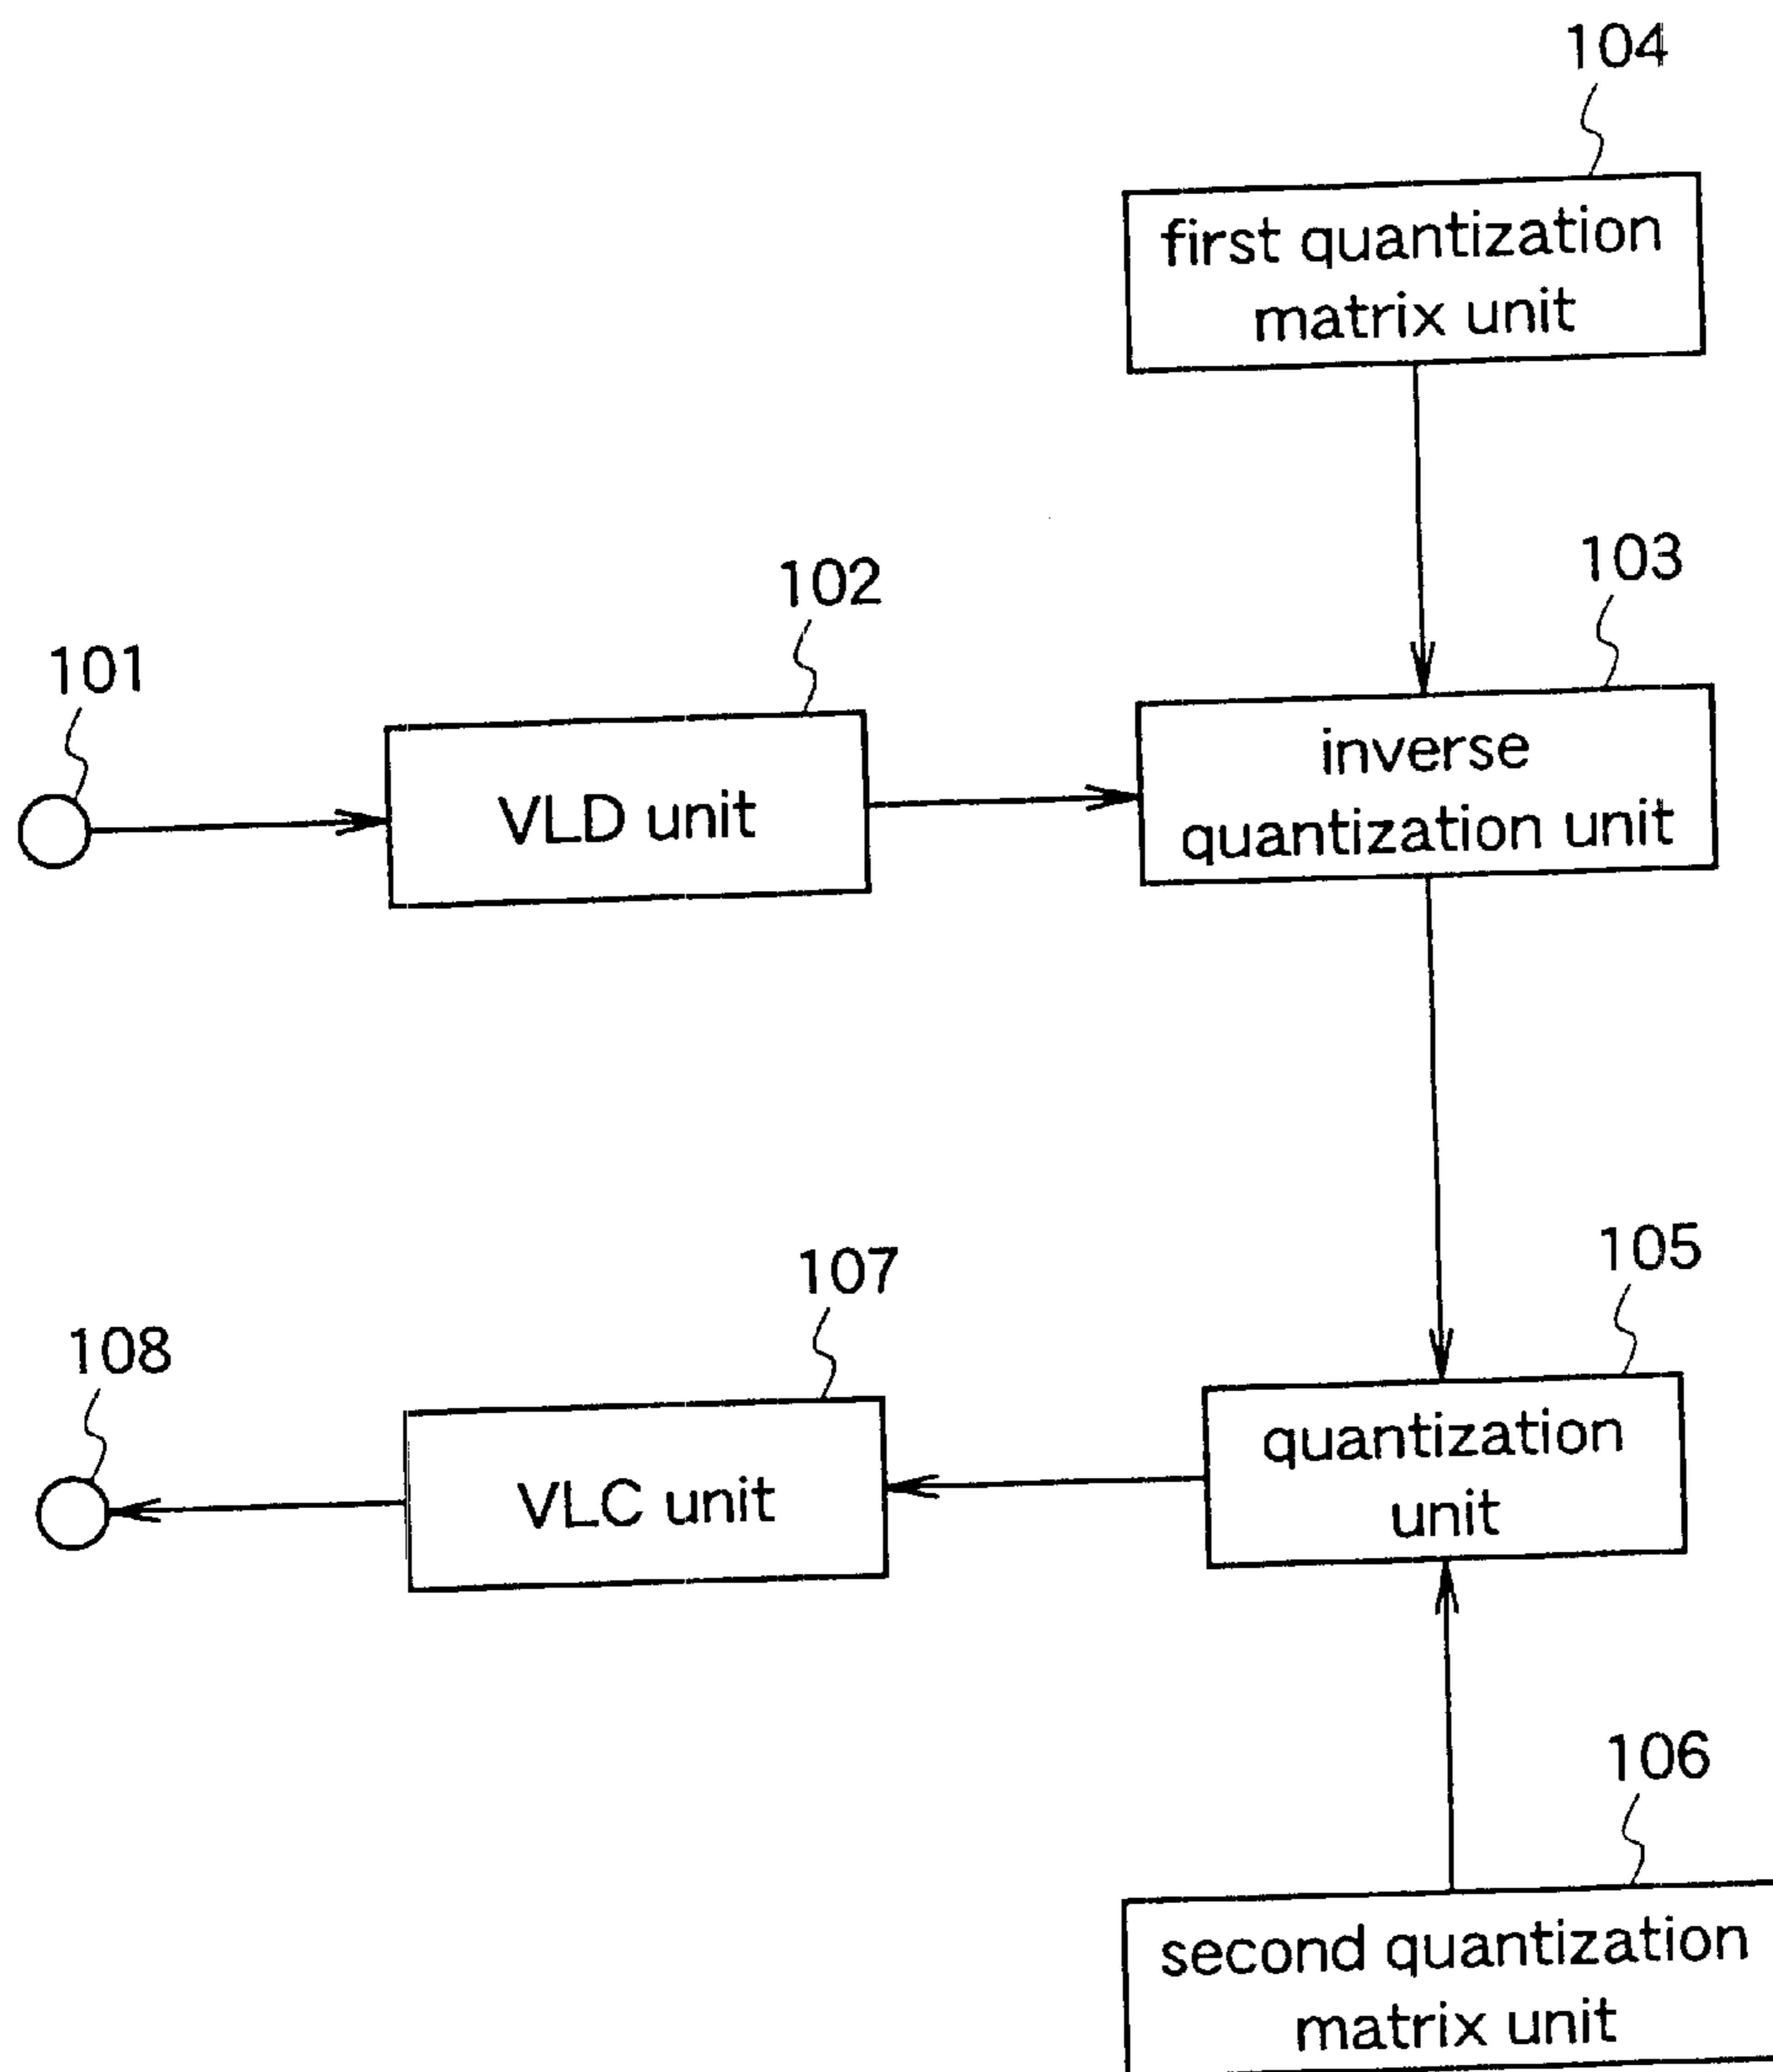 104
first quantization
matrix unit
103
102
101
inverse
quantization unit
VLD unit
105
107
108
quantization
unit
VLC unit
106
second quantization
matrix unit